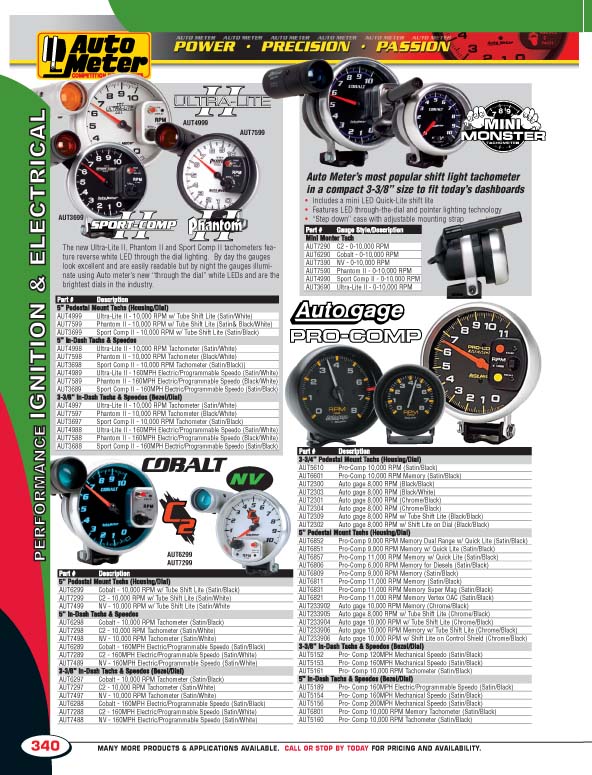 AUTO METER AUTO METER AUTO METER AUTO METER AUTO METER AUTO METER
POWER • PRECISION • PASSION
Auto Meter
PERFORMANCE IGNITION & ELECTRICAL
ULTRA-LITE II
AUT4999
AUT7599
AUT3699
SPORT-COMP II
Phantom II
The new Ultra-Lite II, Phantom II and Sport Comp II tachometers fea-
ture reverse white LED through the dial lighting. By day the gauges
look excellent and are easily readable but by night the gauges illumi-
nate using Auto meter's new "through the dial" white LEDs and are the
brightest dials in the industry.
MINI MONSTER
TACHOMETER
Auto Meter's most popular shift light tachometer
in a compact 3-3/8" size to fit today's dashboards
• Includes a mini LED Quick-Lite shift lite
• Features LED through-the-dial and pointer lighting technology
• "Step down" case with adjustable mounting strap
Part # Gauge Style/Description
Mini Monter Tach
AUT7290 C2 - 0-10,000 RPM
AUT6290 Cobalt - 0-10,000 RPM
AUT7390 NV - 0-10,000 RPM
AUT7590 Phantom II - 0-10,000 RPM
AUT4990 Sport Comp II - 0-10,000 RPM
AUT3690 Ultra-Lite II - 0-10,000 RPM
Part # Description
5" Pedestal Mount Tachs (Housing/Dial)
AUT4999 Ultra-Lite II - 10,000 RPM w/ Tube Shift Lite (Satin/White)
AUT7599 Phantom II - 10,000 RPM w/ Tube Shift Lite (Satin& Black/White)
AUT3699 Sport Comp II - 10,000 RPM w/ Tube Shift Lite (Satin/Black)
5" In-Dash Tachs & Speedos
AUT4998 Ultra-Lite II - 10,000 RPM Tachometer (Satin/White)
AUT7598 Phantom II - 10,000 RPM Tachometer (Black/White)
AUT3698 Sport Comp II - 10,000 RPM Tachometer (Satin/Black))
AUT4989 Ultra-Lite II - 160MPH Electric/Programmable Speedo (Satin/White)
AUT7589 Phantom II - 160MPH Electric/Programmable Speedo (Black/White)
AUT3689 Sport Comp II - 160MPH Electric/Programmable Speedo (Satin/Black)
3-3/8" In-Dash Tachs & Speedos (Bezel/Dial)
AUT4997 Ultra-Lite II - 10,000 RPM Tachometer (Satin/White)
AUT7597 Phantom II - 10,000 RPM Tachometer (Black/White)
AUT3697 Sport Comp II - 10,000 RPM Tachometer (Satin/Black)
AUT4988 Ultra-Lite II - 160MPH Electric/Programmable Speedo (Satin/White)
AUT7588 Phantom II - 160MPH Electric/Programmable Speedo (Black/White)
AUT3688 Sport Comp II - 160MPH Electric/Programmable Speedo (Satin/Black)
Auto gage
PRO-COMP
COBALT
C2
NV
AUT6299
AUT7299
Part # Description
5" Pedestal Mount Tachs (Housing/Dial)
AUT6299 Cobalt - 10,000 RPM w/ Tube Shift Lite (Satin/Black)
AUT7299 C2 - 10,000 RPM w/ Tube Shift Lite (Satin/White)
AUT7499 NV - 10,000 RPM w/ Tube Shift Lite (Satin/White)
5" In-Dash Tachs & Speedos
AUT6298 Cobalt - 10,000 RPM Tachometer (Satin/Black)
AUT7298 C2 - 10,000 RPM Tachometer (Satin/White)
AUT7498 NV - 10,000 RPM Tachometer (Satin/White)
AUT6289 Cobalt - 160MPH Electric/Programmable Speedo (Satin/Black)
AUT7289 C2 - 160MPH Electric/Programmable Speedo (Satin/White)
AUT7489 NV - 160MPH Electric/Programmable Speedo (Satin/White)
3-3/8" In-Dash Tachs & Speedos (Bezel/Dial)
AUT6297 Cobalt - 10,000 RPM Tachometer (Satin/Black)
AUT7297 C2 - 10,000 RPM Tachometer (Satin/White)
AUT7497 NV - 10,000 RPM Tachometer (Satin/White)
AUT6288 Cobalt - 160MPH Electric/Programmable Speedo (Satin/Black)
AUT7288 C2 - 160MPH Electric/Programmable Speedo (Satin/White)
AUT7488 NV - 160MPH Electric/Programmable Speedo (Satin/White)
Part # Description
3-3/4" Pedestal Mount Tachs (Housing/Dial)
AUT5610 Pro-Comp 10,000 RPM (Satin/Black)
AUT6601 Pro-Comp 10,000 RPM Memory (Satin/Black)
AUT2300 Auto gage 8,000 RPM (Black/Black)
AUT2303 Auto gage 8,000 RPM (Black/White)
AUT2301 Auto gage 8,000 RPM (Chrome/Black)
AUT2304 Auto gage 8,000 RPM (Chrome/Black)
AUT2309 Auto gage 8,000 RPM w/ Tube Shift Lite (Black/Black)
AUT2302 Auto gage 8,000 RPM w/ Shift Lite on Dial (Black/Black)
5" Pedestal Mount Tachs (Housing/Dial)
AUT6852 Pro-Comp 9,000 RPM Memory Dual Range w/ Quick Lite (Satin/Black)
AUT6851 Pro-Comp 9,000 RPM Memory w/ Quick Lite (Satin/Black)
AUT6857 Pro-Comp 11,000 RPM Memory w/ Quick Lite (Satin/Black)
AUT6806 Pro-Comp 6,000 RPM Memory for Diesels (Satin/Black)
AUT6809 Pro-Comp 9,000 RPM Memory (Satin/Black)
AUT6811 Pro-Comp 11,000 RPM Memory (Satin/Black)
AUT6831 Pro-Comp 11,000 RPM Memory Super Mag (Satin/Black)
AUT6821 Pro-Comp 11,000 RPM Memory Vertex GAC (Satin/Black)
AUT233902 Auto gage 10,000 RPM Memory (Chrome/Black)
AUT233905 Auto gage 8,000 RPM w/ Tube Shift Lite (Chrome/Black)
AUT233904 Auto gage 10,000 RPM w/ Tube Shift Lite (Chrome/Black)
AUT233906 Auto gage 10,000 RPM Memory w/ Tube Shift Lite (Chrome/Black)
AUT233906 Auto gage 10,000 RPM w/ Shift Lite on Control Shield (Chrome/Black)
3-3/8" In-Dash Tachs & Speedos (Bezel/Dial)
AUT5152 Pro- Comp 120MPH Mechanical Speedo (Satin/Black)
AUT5153 Pro- Comp 160MPH Mechanical Speedo (Satin/Black)
AUT5161 Pro- Comp 10,000 RPM Tachometer (Satin/Black)
5" In-Dash Tachs & Speedos (Bezel/Dial)
AUT5189 Pro- Comp 160MPH Electric/Programmable Speedo (Satin/Black)
AUT5154 Pro- Comp 160MPH Mechanical Speedo (Satin/Black)
AUT5156 Pro- Comp 200MPH Mechanical Speedo (Satin/Black)
AUT6801 Pro- Comp 10,000 RPM Memory Tachometer (Satin/Black)
AUT5160 Pro- Comp 10,000 RPM Tachometer (Satin/Black)
340 MANY MORE PRODUCTS & APPLICATIONS AVAILABLE. CALL OR STOP BY TODAY FOR PRICING AND AVAILABILITY.